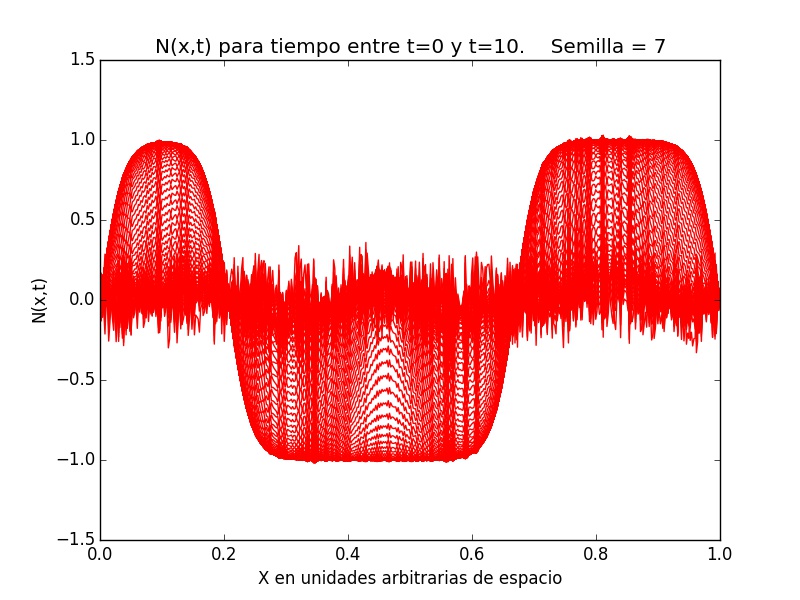 N(x,t) para tiempo entre t=0 y t=10.    Semilla = 7
1.5
1.0
0.5
0.0
−0.5
−1.0
−1.5
N(x,t)
0.0 0.2 0.4 0.6 0.8 1.0
X en unidades arbitrarias de espacio